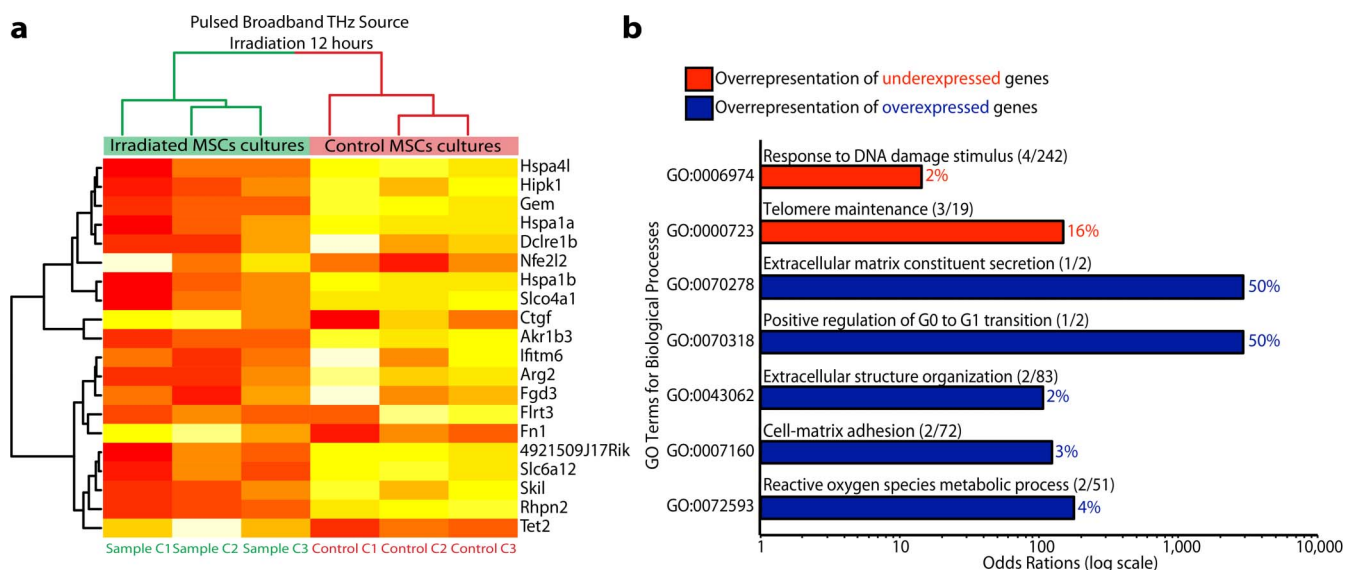 a
Pulsed Broadband THz Source
Irradiation 12 hours
Irradiated MSCs cultures
Control MSCs cultures
Hspa4l
Hipk1
Gem
Hspa1a
Dclre1b
Nfe2l2
Hspa1b
Slco4a1
Ctgf
Akr1b3
Ifitm6
Arg2
Fgd3
Flrt3
Fn1
4921509J17Rik
Slc6a12
Skil
Rhpn2
Tet2
Sample C1 Sample C2 Sample C3 Control C1 Control C2 Control C3
b
Overrepresentation of underexpressed genes
Overrepresentation of overexpressed genes
GO Terms for Biological Processes
Response to DNA damage stimulus (4/242)
GO:0006974 2%
Telomere maintenance (3/19)
GO:0000723 16%
Extracellular matrix constituent secretion (1/2)
GO:0070278 50%
Positive regulation of G0 to G1 transition (1/2)
GO:0070318 50%
Extracellular structure organization (2/83)
GO:0043062 2%
Cell-matrix adhesion (2/72)
GO:0007160 3%
Reactive oxygen species metabolic process (2/51)
GO:0072593 4%
1 10 100 1,000 10,000
Odds Rations (log scale)